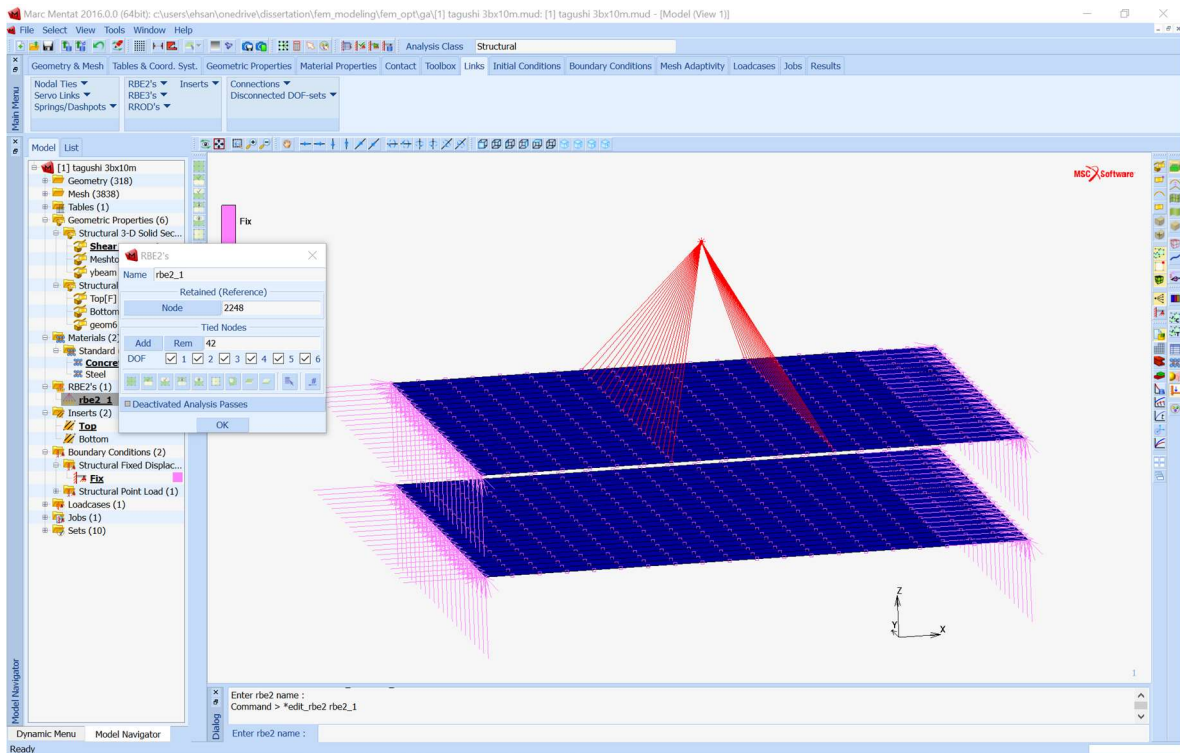 Marc Mentat 2016.0.0 (64bit): c:\users\ehsan\onedrive\dissertation\fem_modeling\fem_opt\ga\[1] tagushi 3bx10m.mud: [1] tagushi 3bx10m.mud - [Model (View 1)]
File Select View Tools Window Help
Analysis Class Structural
Geometry & Mesh Tables & Coord. Syst. Geometric Properties Material Properties Contact Toolbox Links Initial Conditions Boundary Conditions Mesh Adaptivity Loadcases Jobs Results
Main Menu
Nodal Ties RBE2's Inserts Connections
Servo Links RBE3's Disconnected DOF-sets
Springs/Dashpots RROD's
Model List
[1] tagushi 3bx10m
Geometry (318)
Mesh (3838)
Tables (1)
Geometric Properties (6)
Structural 3-D Solid Sec...
Shear
Meshto
ybeam
Structural
Top[F]
Bottom
geom6
Materials (2)
Standard
Concre
Steel
RBE2's (1)
rbe2_1
Inserts (2)
Top
Bottom
Boundary Conditions (2)
Structural Fixed Displac...
Fix
Structural Point Load (1)
Loadcases (1)
Jobs (1)
Sets (10)
RBE2's
Name rbe2_1
Retained (Reference)
Node 2248
Tied Nodes
Add Rem 42
DOF 1 2 3 4 5 6
Deactivated Analysis Passes
OK
Fix
MSC Software
Z
Y
X
1
Model Navigator
Dynamic Menu Model Navigator
Dialog
Enter rbe2 name :
Command > *edit_rbe2 rbe2_1
Enter rbe2 name :
Ready